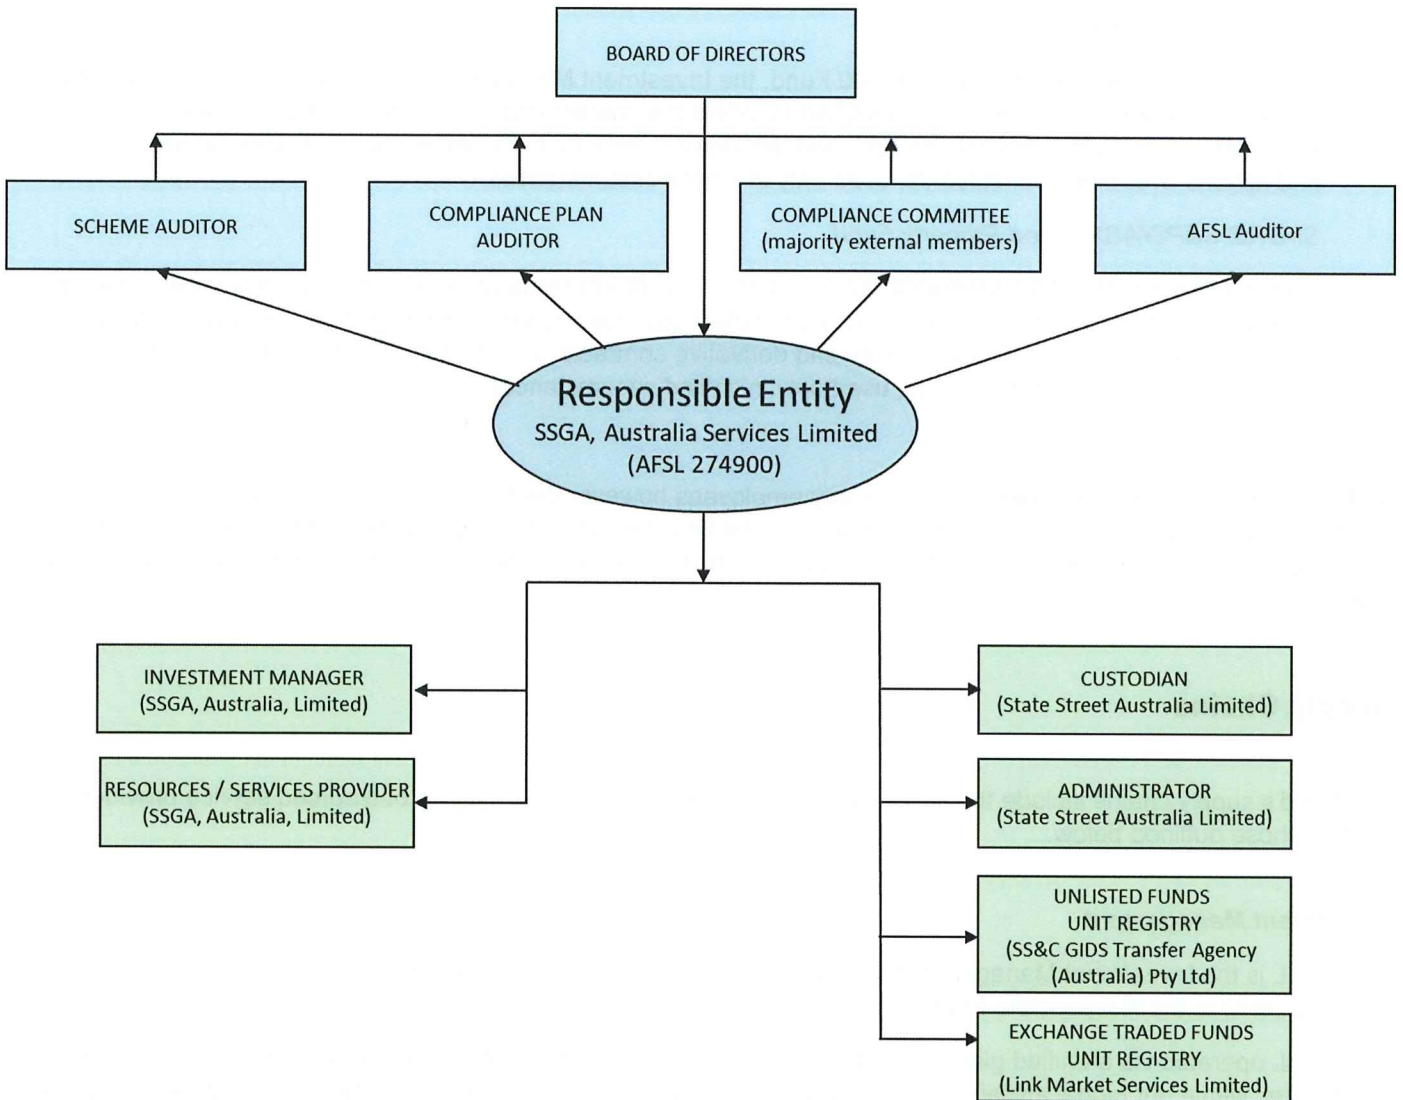 BOARD OF DIRECTORS
SCHEME AUDITOR
COMPLIANCE PLAN
AUDITOR
COMPLIANCE COMMITTEE
(majority external members)
AFSL Auditor
Responsible Entity
SSGA, Australia Services Limited
(AFSL 274900)
INVESTMENT MANAGER
(SSGA, Australia, Limited)
RESOURCES / SERVICES PROVIDER
(SSGA, Australia, Limited)
CUSTODIAN
(State Street Australia Limited)
ADMINISTRATOR
(State Street Australia Limited)
UNLISTED FUNDS
UNIT REGISTRY
(SS&C GIDS Transfer Agency
(Australia) Pty Ltd)
EXCHANGE TRADED FUNDS
UNIT REGISTRY
(Link Market Services Limited)